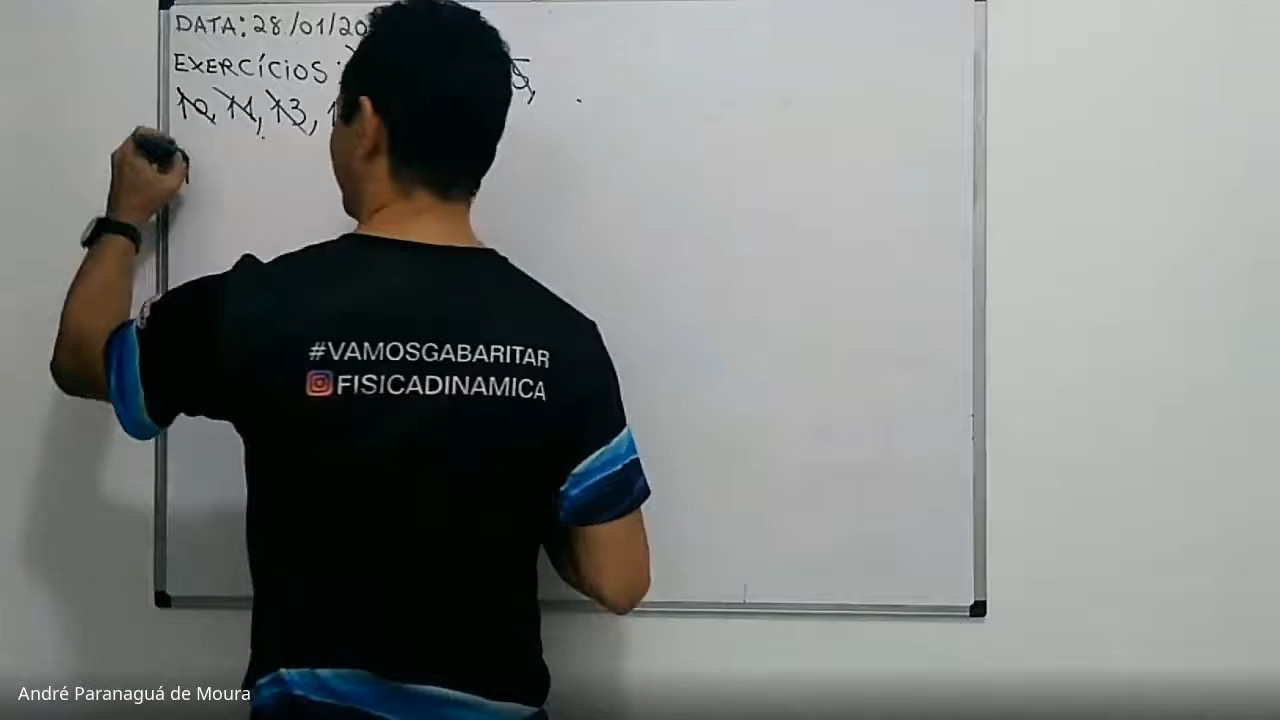 DATA: 28/01/20
EXERCÍCIOS:
10, 11, 13, 1
#VAMOSGABARITAR
FISICADINAMICA
André Paranaguá de Moura